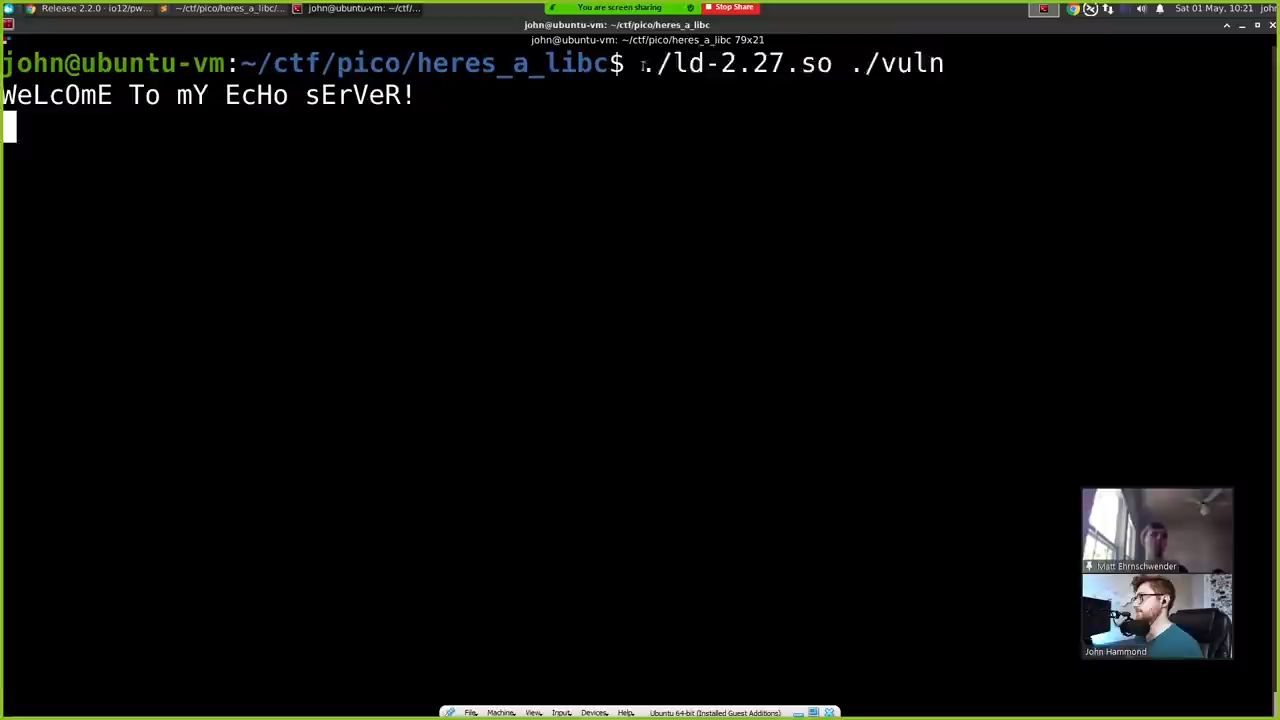 Release 2.2.0 · io12/pw...
~/ctf/pico/heres_a_libc/...
john@ubuntu-vm: ~/ctf/...
You are screen sharing
Stop Share
Sat 01 May, 10:21
john
john@ubuntu-vm: ~/ctf/pico/heres_a_libc
john@ubuntu-vm: ~/ctf/pico/heres_a_libc 79x21
john@ubuntu-vm:~/ctf/pico/heres_a_libc$ ./ld-2.27.so ./vuln
WeLcOmE To mY EcHo sErVeR!
Matt Ehrnschwender
John Hammond
File Machine View Input Devices Help Ubuntu 64-bit (Installed Guest Additions)